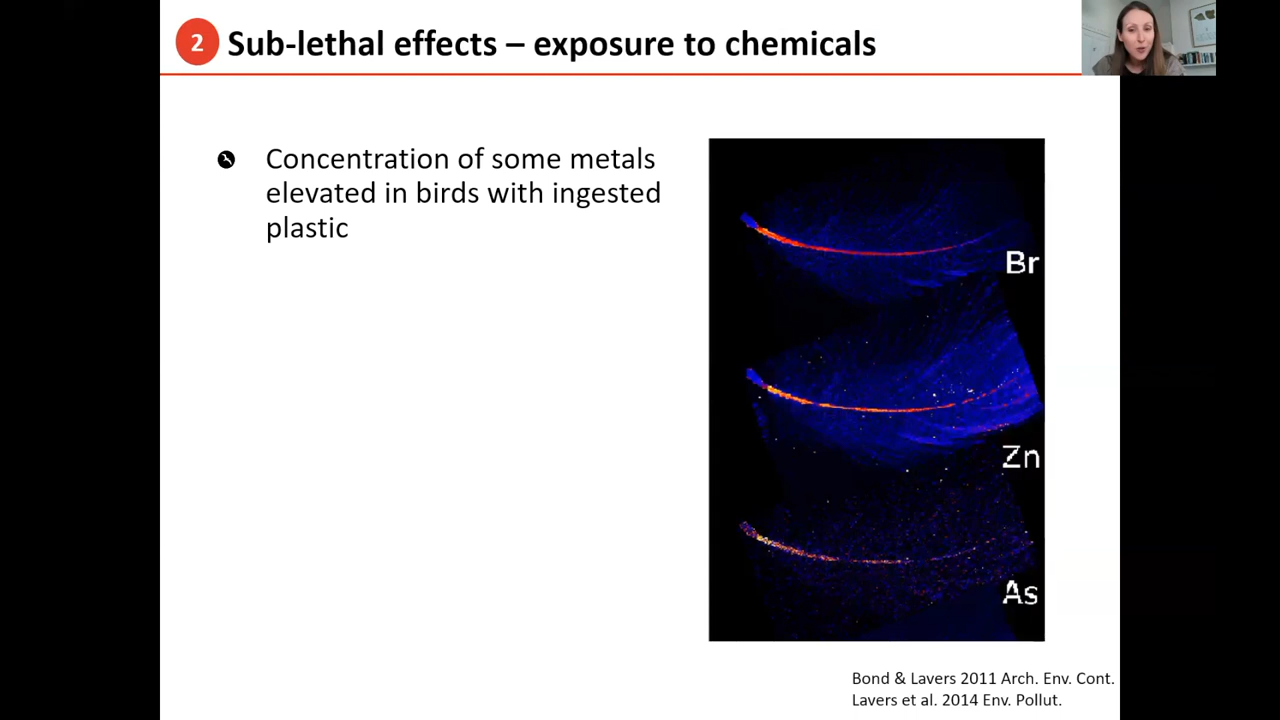 2 Sub-lethal effects – exposure to chemicals
Concentration of some metals
elevated in birds with ingested
plastic
Br
Zn
As
Bond & Lavers 2011 Arch. Env. Cont.
Lavers et al. 2014 Env. Pollut.